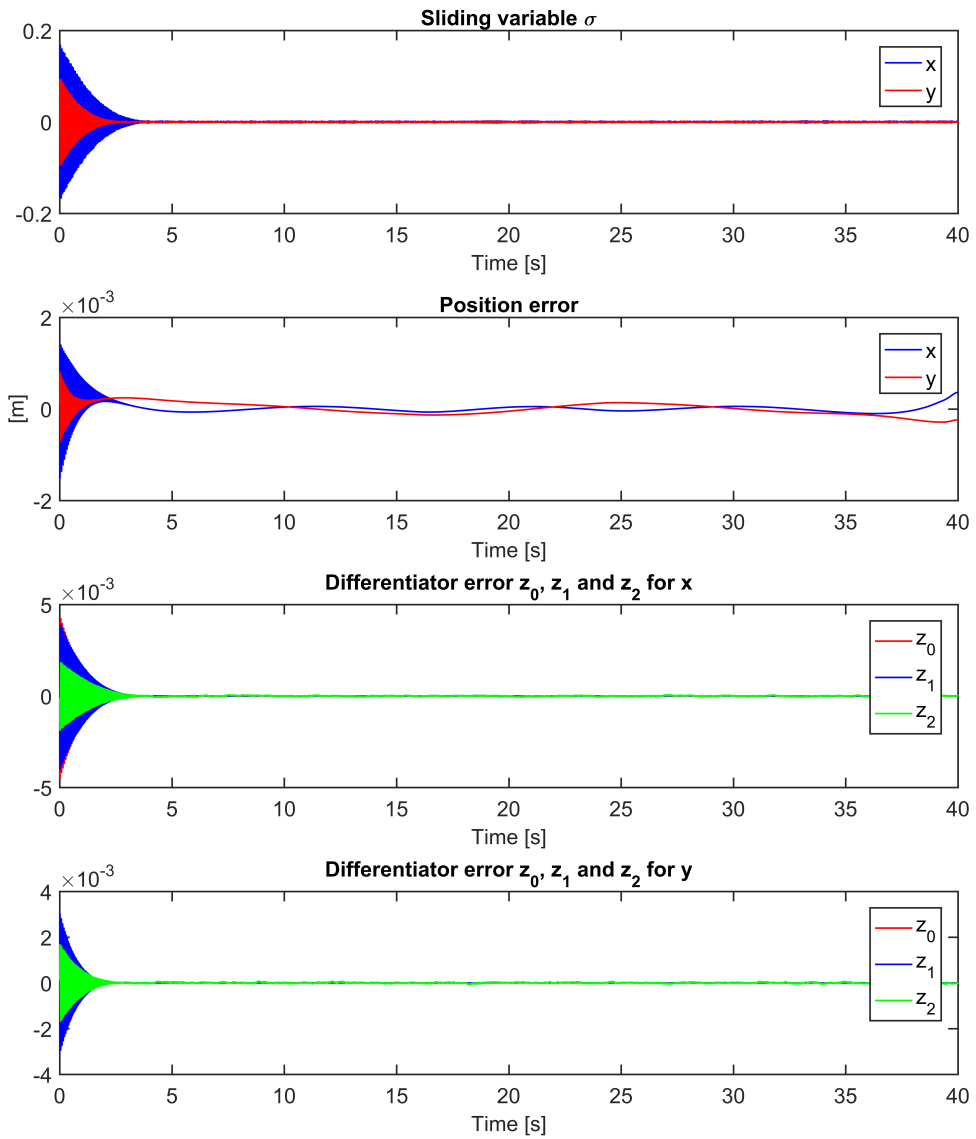 Sliding variable σ
0.2
0
-0.2
x
y
0 5 10 15 20 25 30 35 40
Time [s]
×10⁻³
Position error
2
0
-2
[m]
x
y
0 5 10 15 20 25 30 35 40
Time [s]
×10⁻³
Differentiator error z₀, z₁ and z₂ for x
5
0
-5
z₀
z₁
z₂
0 5 10 15 20 25 30 35 40
Time [s]
×10⁻³
Differentiator error z₀, z₁ and z₂ for y
4
2
0
-2
-4
z₀
z₁
z₂
0 5 10 15 20 25 30 35 40
Time [s]